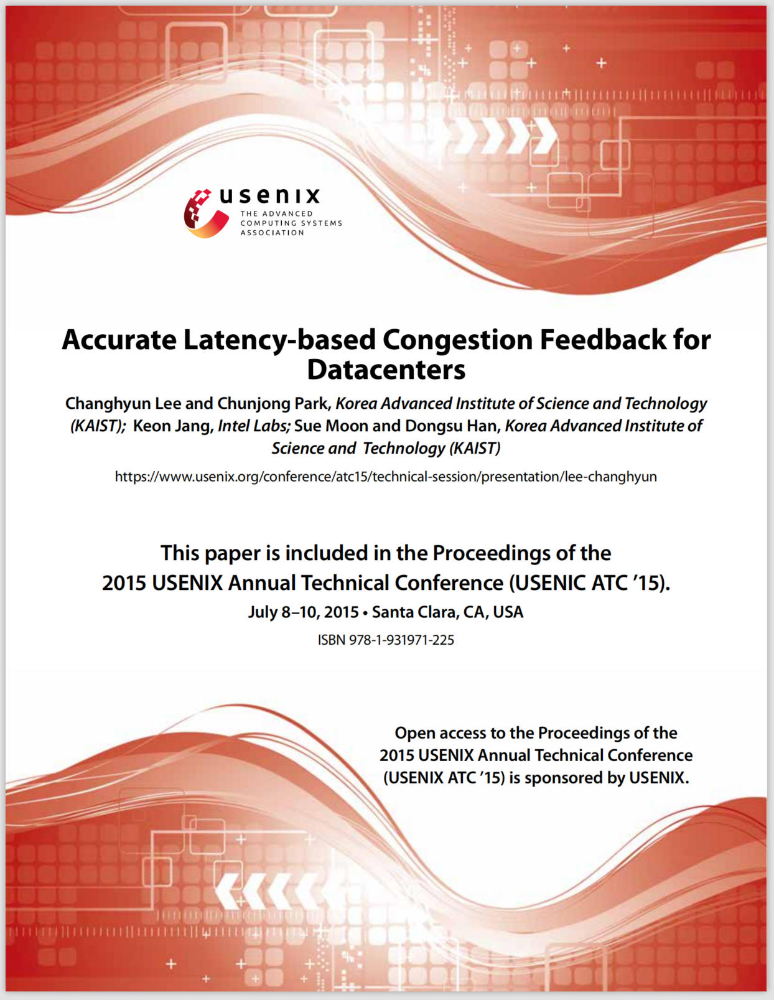 usenix
THE ADVANCED
COMPUTING SYSTEMS
ASSOCIATION
Accurate Latency-based Congestion Feedback for
Datacenters
Changhyun Lee and Chunjong Park, Korea Advanced Institute of Science and Technology
(KAIST); Keon Jang, Intel Labs; Sue Moon and Dongsu Han, Korea Advanced Institute of
Science and Technology (KAIST)
https://www.usenix.org/conference/atc15/technical-session/presentation/lee-changhyun
This paper is included in the Proceedings of the
2015 USENIX Annual Technical Conference (USENIC ATC ’15).
July 8–10, 2015 • Santa Clara, CA, USA
ISBN 978-1-931971-225
Open access to the Proceedings of the
2015 USENIX Annual Technical Conference
(USENIX ATC ’15) is sponsored by USENIX.